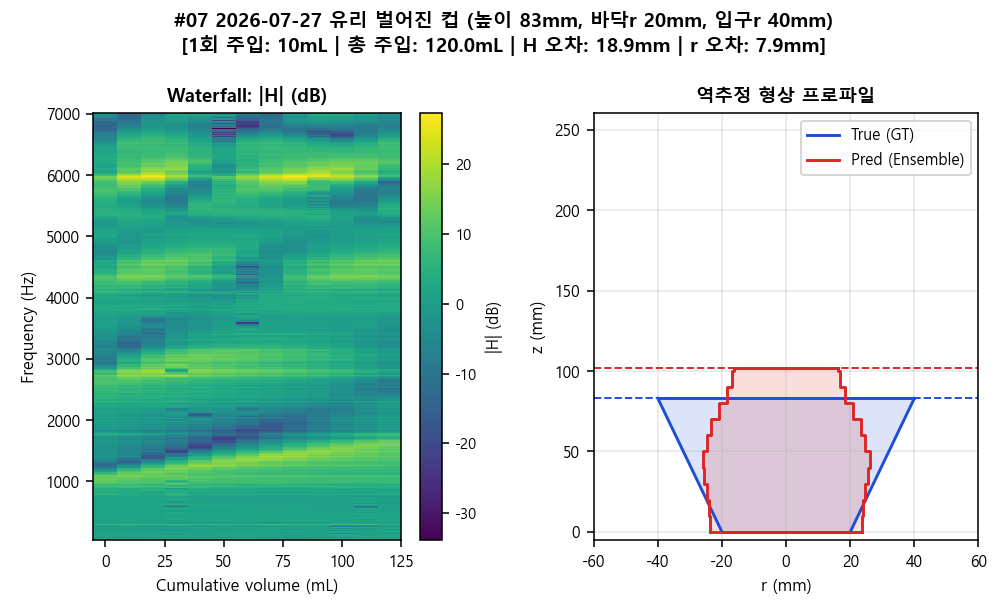 #07 2026-07-27 유리 벌어진 컵 (높이 83mm, 바닥r 20mm, 입구r 40mm)
[1회 주입: 10mL | 총 주입: 120.0mL | H 오차: 18.9mm | r 오차: 7.9mm]
Waterfall: |H| (dB)
7000
6000
5000
4000
3000
2000
1000
Frequency (Hz)
0
25
50
75
100
125
Cumulative volume (mL)
20
10
0
-10
-20
-30
|H| (dB)
역추정 형상 프로파일
True (GT)
Pred (Ensemble)
250
200
150
100
50
0
z (mm)
-60
-40
-20
0
20
40
60
r (mm)